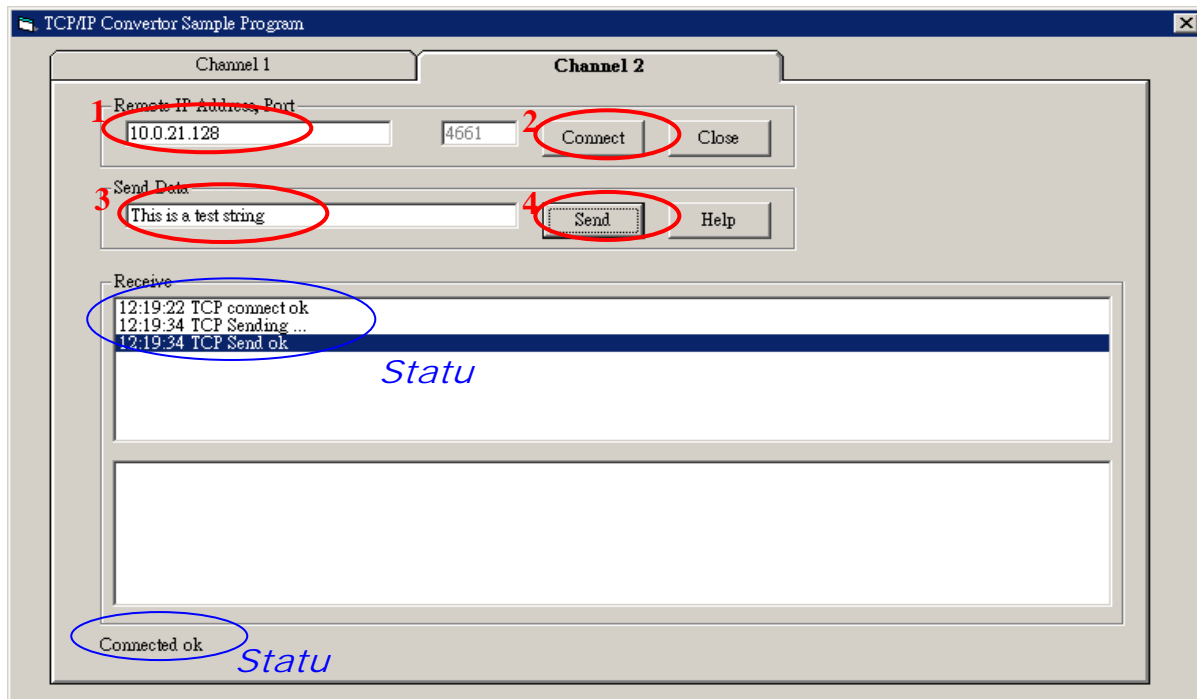 TCP/IP Convertor Sample Program
Channel 1
Channel 2
Remote IP Address, Port
1
10.0.21.128
4661
2
Connect
Close
Send Data
3
This is a test string
4
Send
Help
Receive
12:19:22 TCP connect ok
12:19:34 TCP Sending ...
12:19:34 TCP Send ok
Statu
Connected ok
Statu